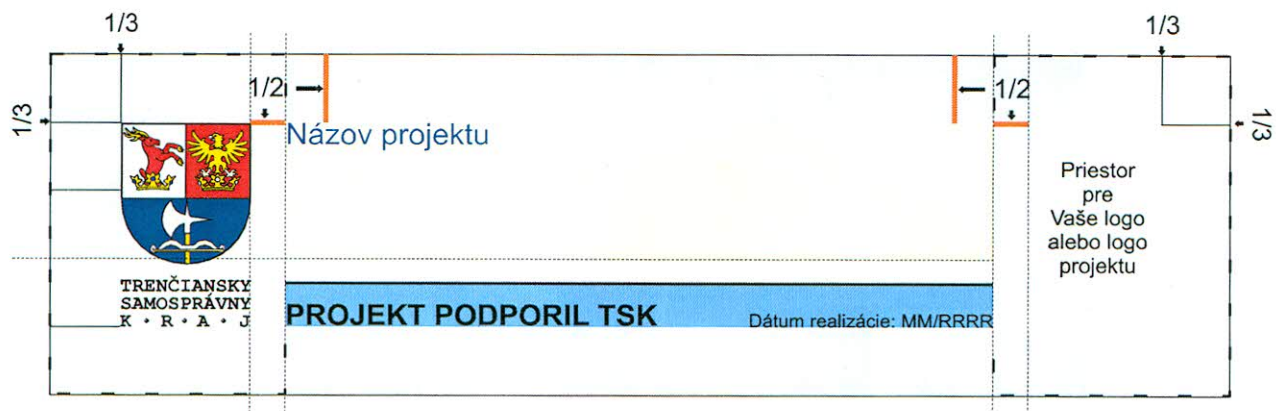 1/3
1/3
1/2
1/2
1/3
1/3
Názov projektu
Priestor
pre
Vaše logo
alebo logo
projektu
TRENČIANSKY
SAMOSPRÁVNY
K · R · A · J
PROJEKT PODPORIL TSK
Dátum realizácie: MM/RRRR